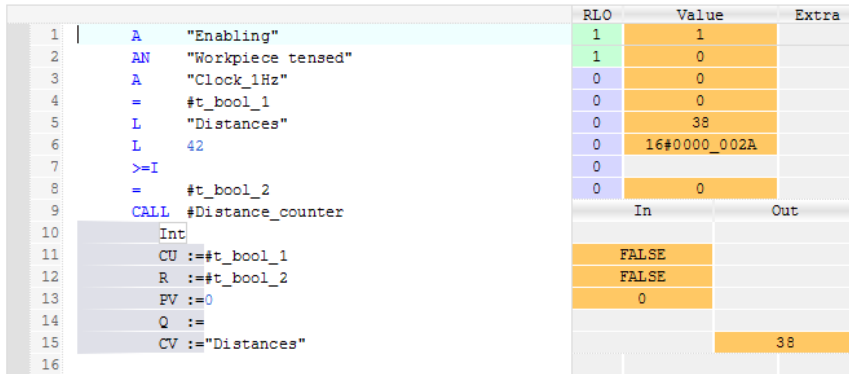 RLO Value Extra
1 A "Enabling" 1 1
2 AN "Workpiece tensed" 1 0
3 A "Clock_1Hz" 0 0
4 = #t_bool_1 0 0
5 L "Distances" 0 38
6 L 42 0 16#0000_002A
7 >=I 0
8 = #t_bool_2 0 0
9 CALL #Distance_counter In Out
10 Int
11 CU :=#t_bool_1 FALSE
12 R :=#t_bool_2 FALSE
13 PV :=0 0
14 Q :=
15 CV :="Distances" 38
16